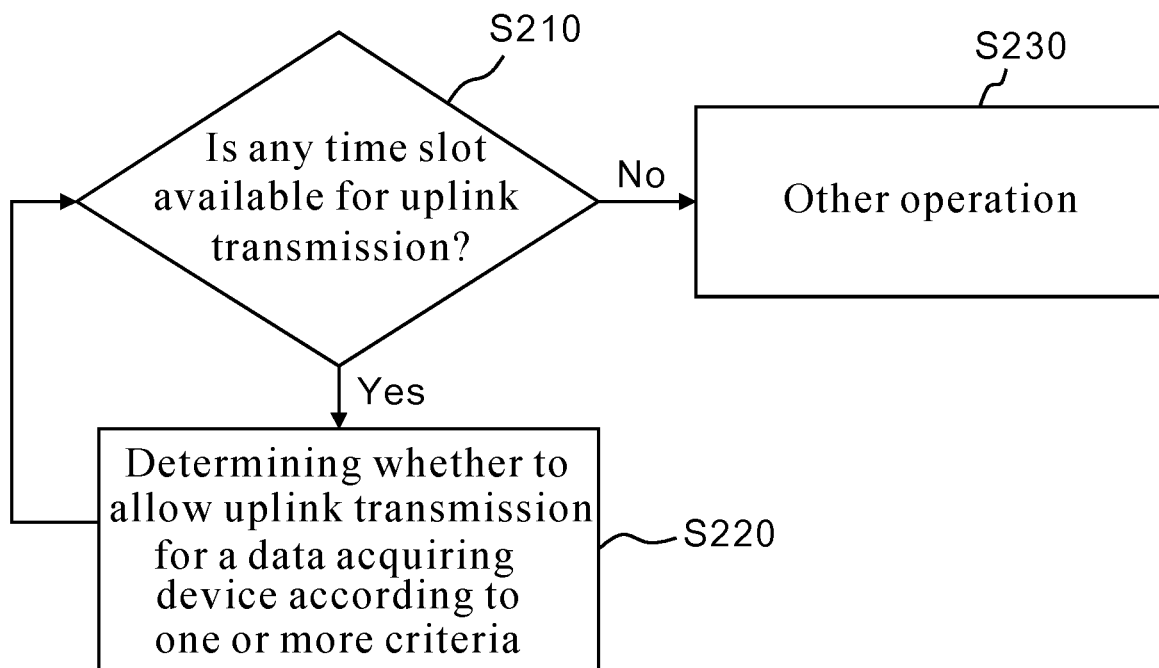 S210
S230
Is any time slot
available for uplink
transmission?
No
Other operation
Yes
Determining whether to
allow uplink transmission
for a data acquiring
device according to
one or more criteria
S220